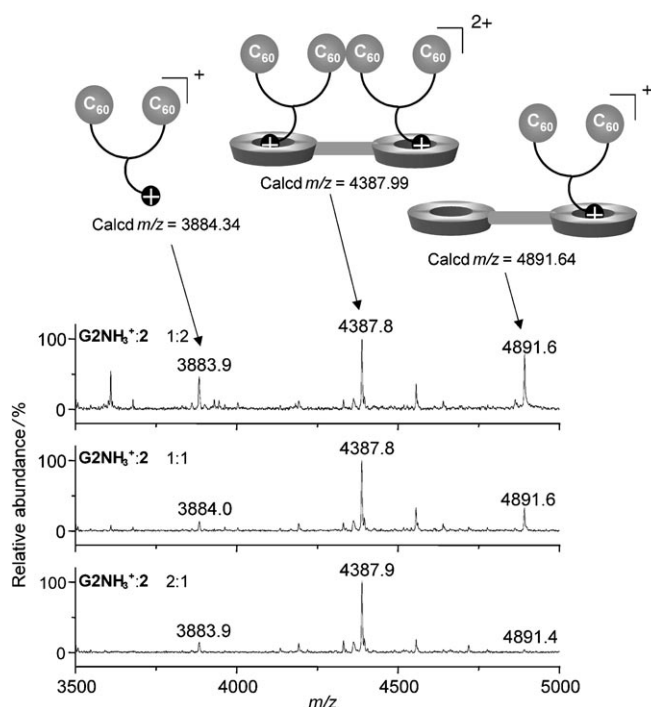 2+
C60 C60 C60 C60
+
C60 C60
+
C60 C60
+ +
Calcd m/z = 4387.99
+
Calcd m/z = 3884.34
+
Calcd m/z = 4891.64
G2NH3+:2 1:2
100
0
3883.9
4387.8
4891.6
G2NH3+:2 1:1
100
0
3884.0
4387.8
4891.6
G2NH3+:2 2:1
100
0
3883.9
4387.9
4891.4
Relative abundance / %
3500 4000 4500 5000
m/z